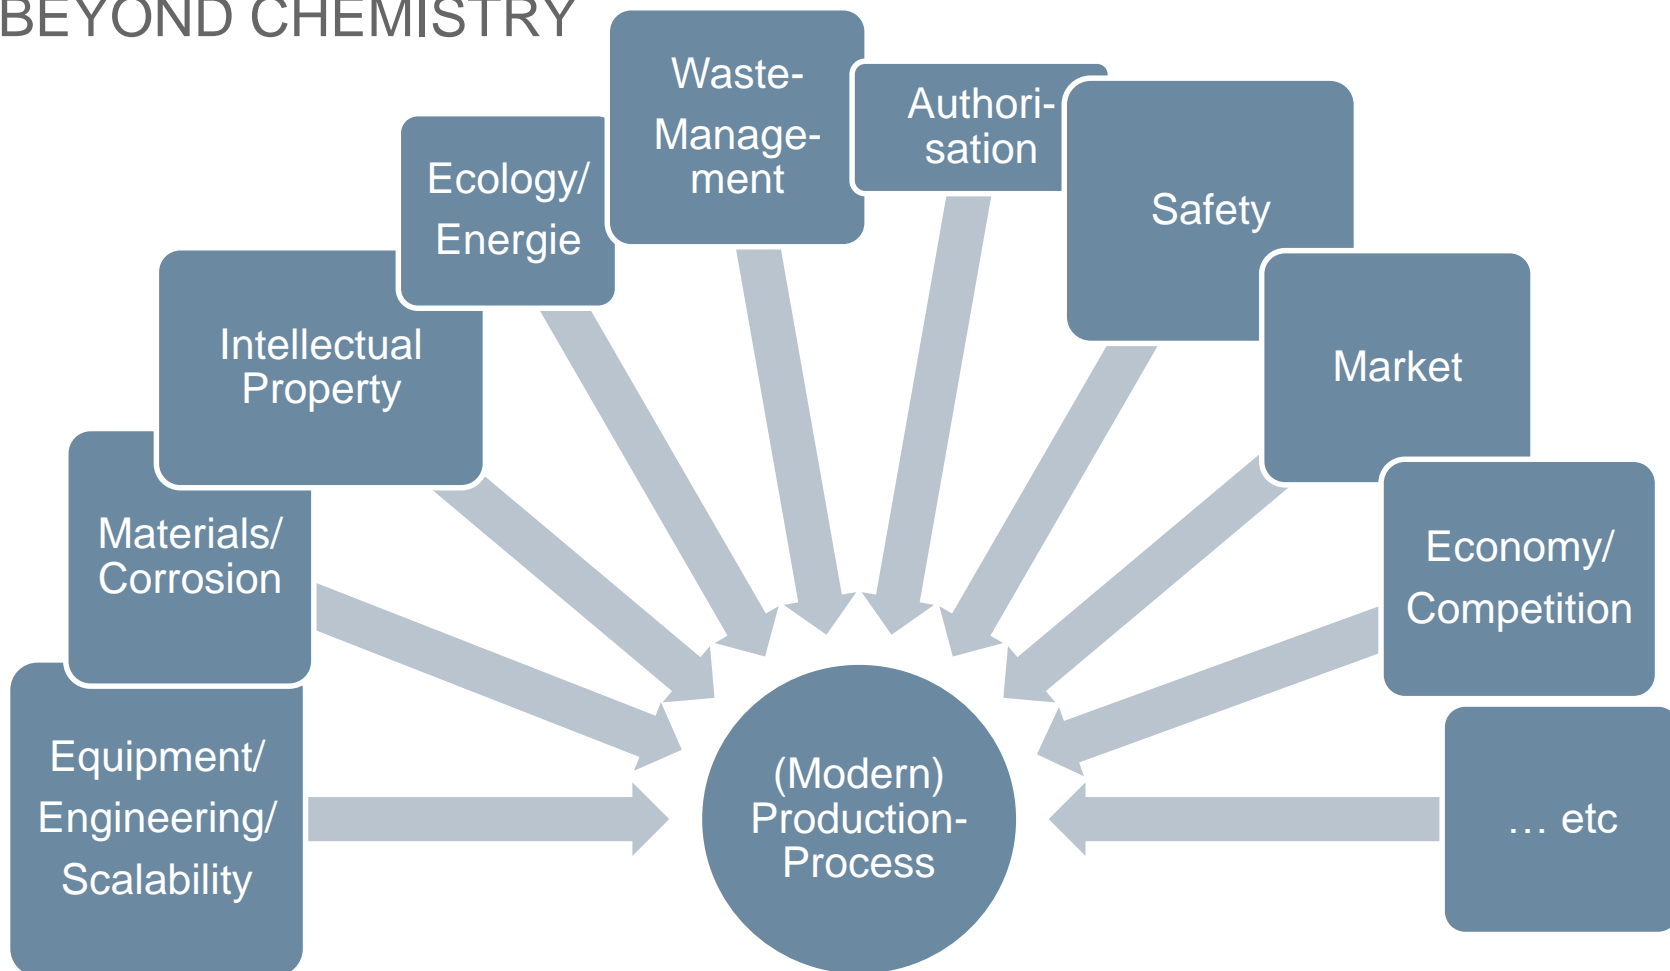 BEYOND CHEMISTRY
Waste-
Manage-
ment
Authori-
sation
Ecology/
Energie
Safety
Intellectual
Property
Market
Materials/
Corrosion
Economy/
Competition
Equipment/
Engineering/
Scalability
(Modern)
Production-
Process
… etc